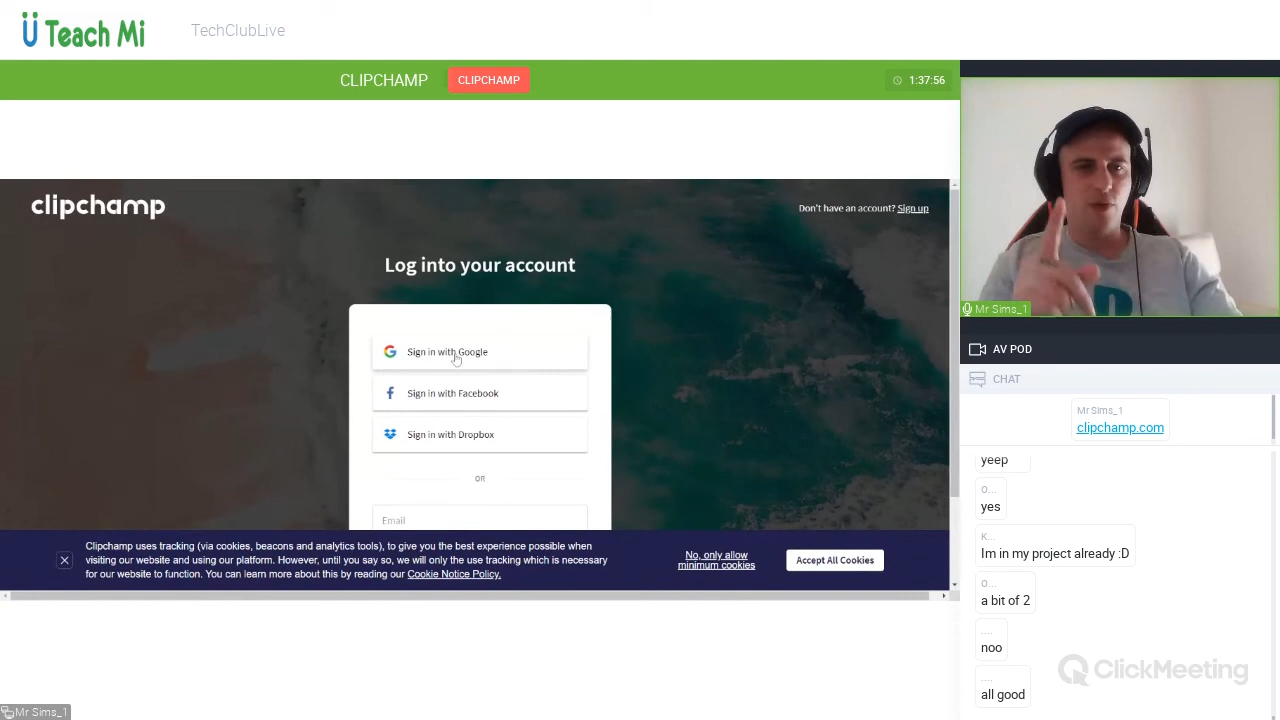 Ü Teach Mi
TechClubLive
CLIPCHAMP
CLIPCHAMP
1:37:56
clipchamp
Don't have an account? Sign up
Log into your account
Sign in with Google
Sign in with Facebook
Sign in with Dropbox
OR
Email
Clipchamp uses tracking (via cookies, beacons and analytics tools), to give you the best experience possible when
visiting our website and using our platform. However, until you say so, we will only use tracking which is necessary
for our website to function. You can learn more about this by reading our Cookie Notice Policy.
No, only allow
minimum cookies
Accept All Cookies
Mr Sims_1
Mr Sims_1
AV POD
CHAT
Mr Sims_1
clipchamp.com
yeep
O...
yes
K...
Im in my project already :D
O...
a bit of 2
....
noo
....
all good
ClickMeeting